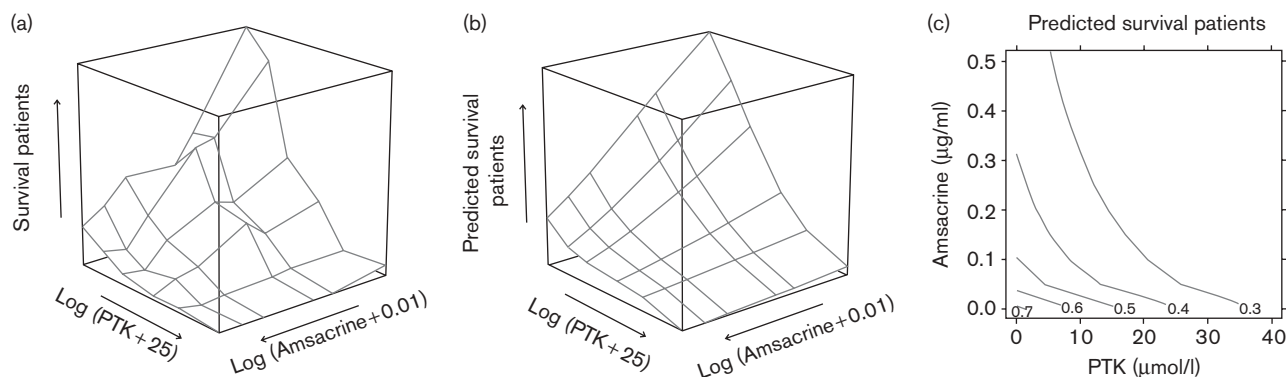 (a)
Survival patients
Log (PTK+25)
Log (Amsacrine+0.01)
(b)
Predicted survival
patients
Log (PTK+25)
Log (Amsacrine+0.01)
(c)
Predicted survival patients
Amsacrine (μg/ml)
0.5
0.4
0.3
0.2
0.1
0.0
0.7
0.6
0.5
0.4
0.3
0
10
20
30
40
PTK (μmol/l)